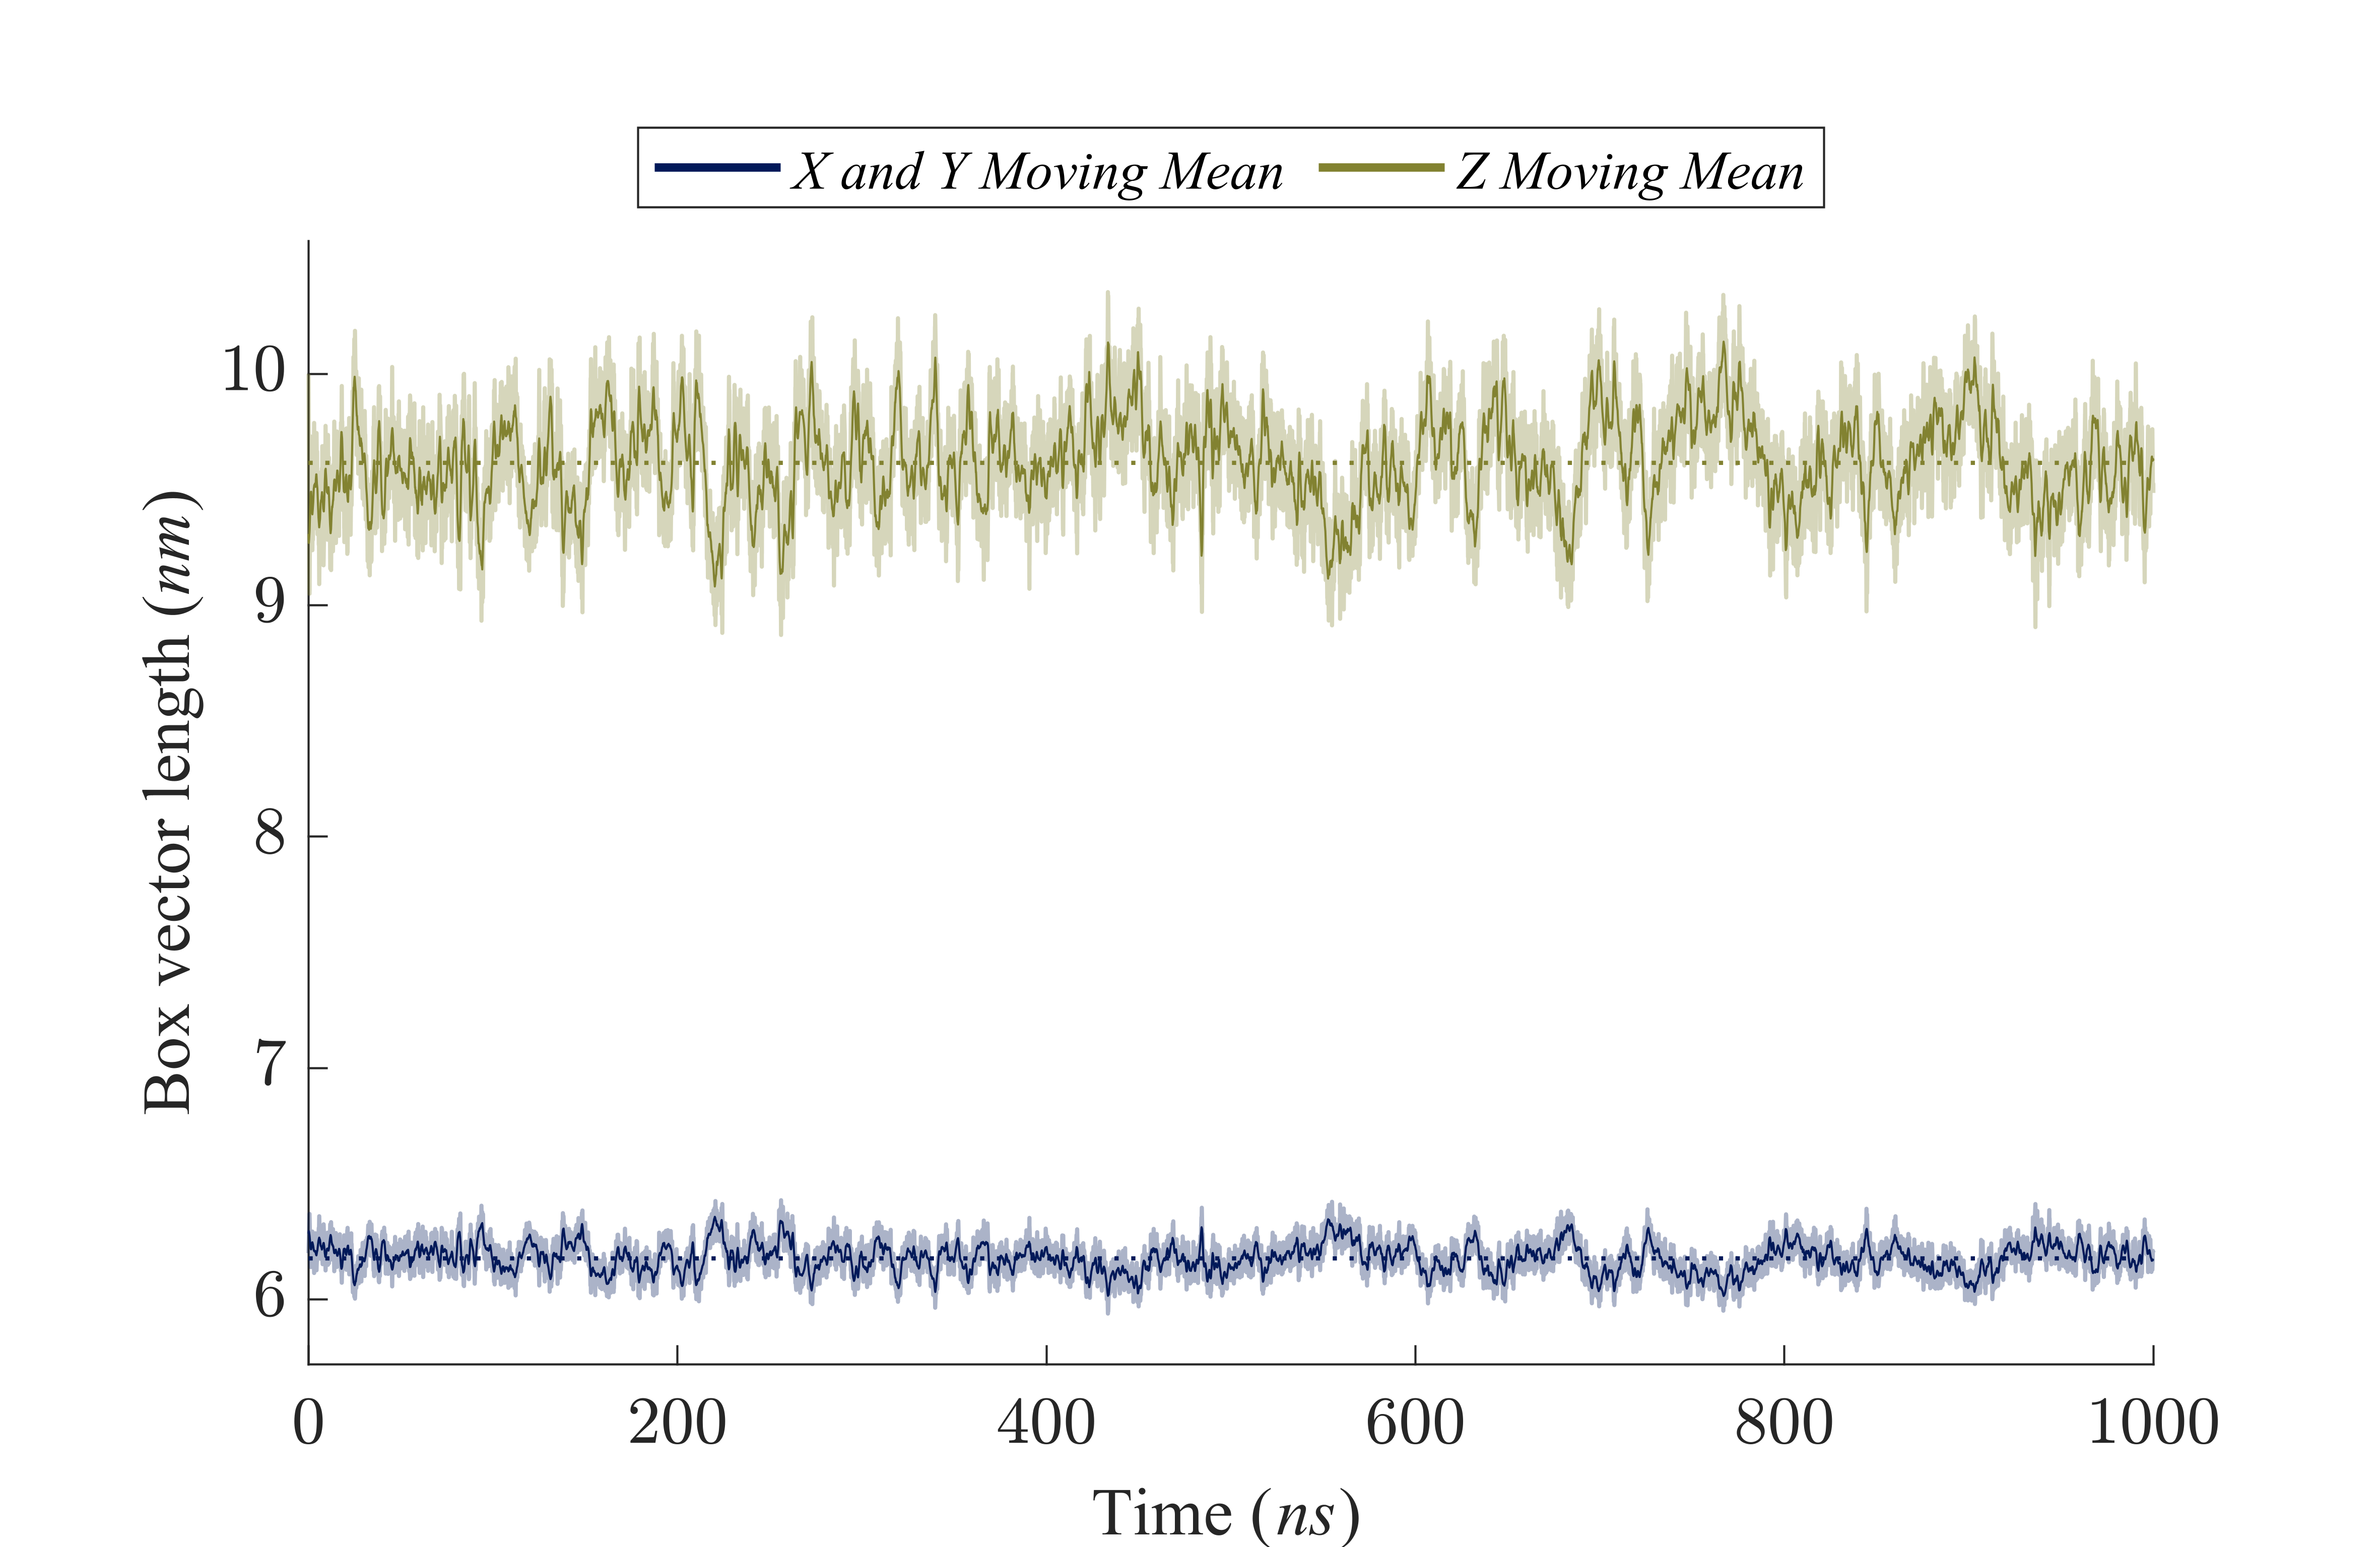 X and Y Moving Mean Z Moving Mean
10
9
8
7
6
Box vector length (nm)
0 200 400 600 800 1000
Time (ns)